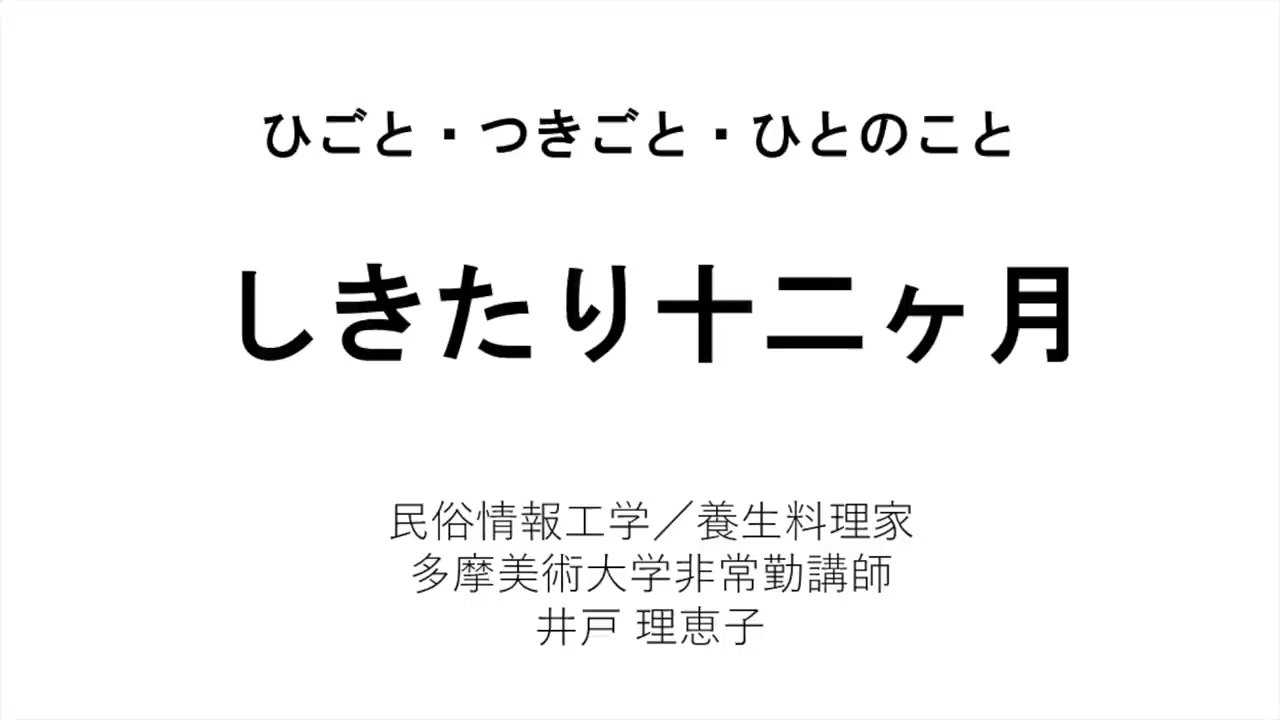 ひごと・つきごと・ひとのこと
しきたり十二ヶ月
民俗情報工学／養生料理家
多摩美術大学非常勤講師
井戸 理恵子